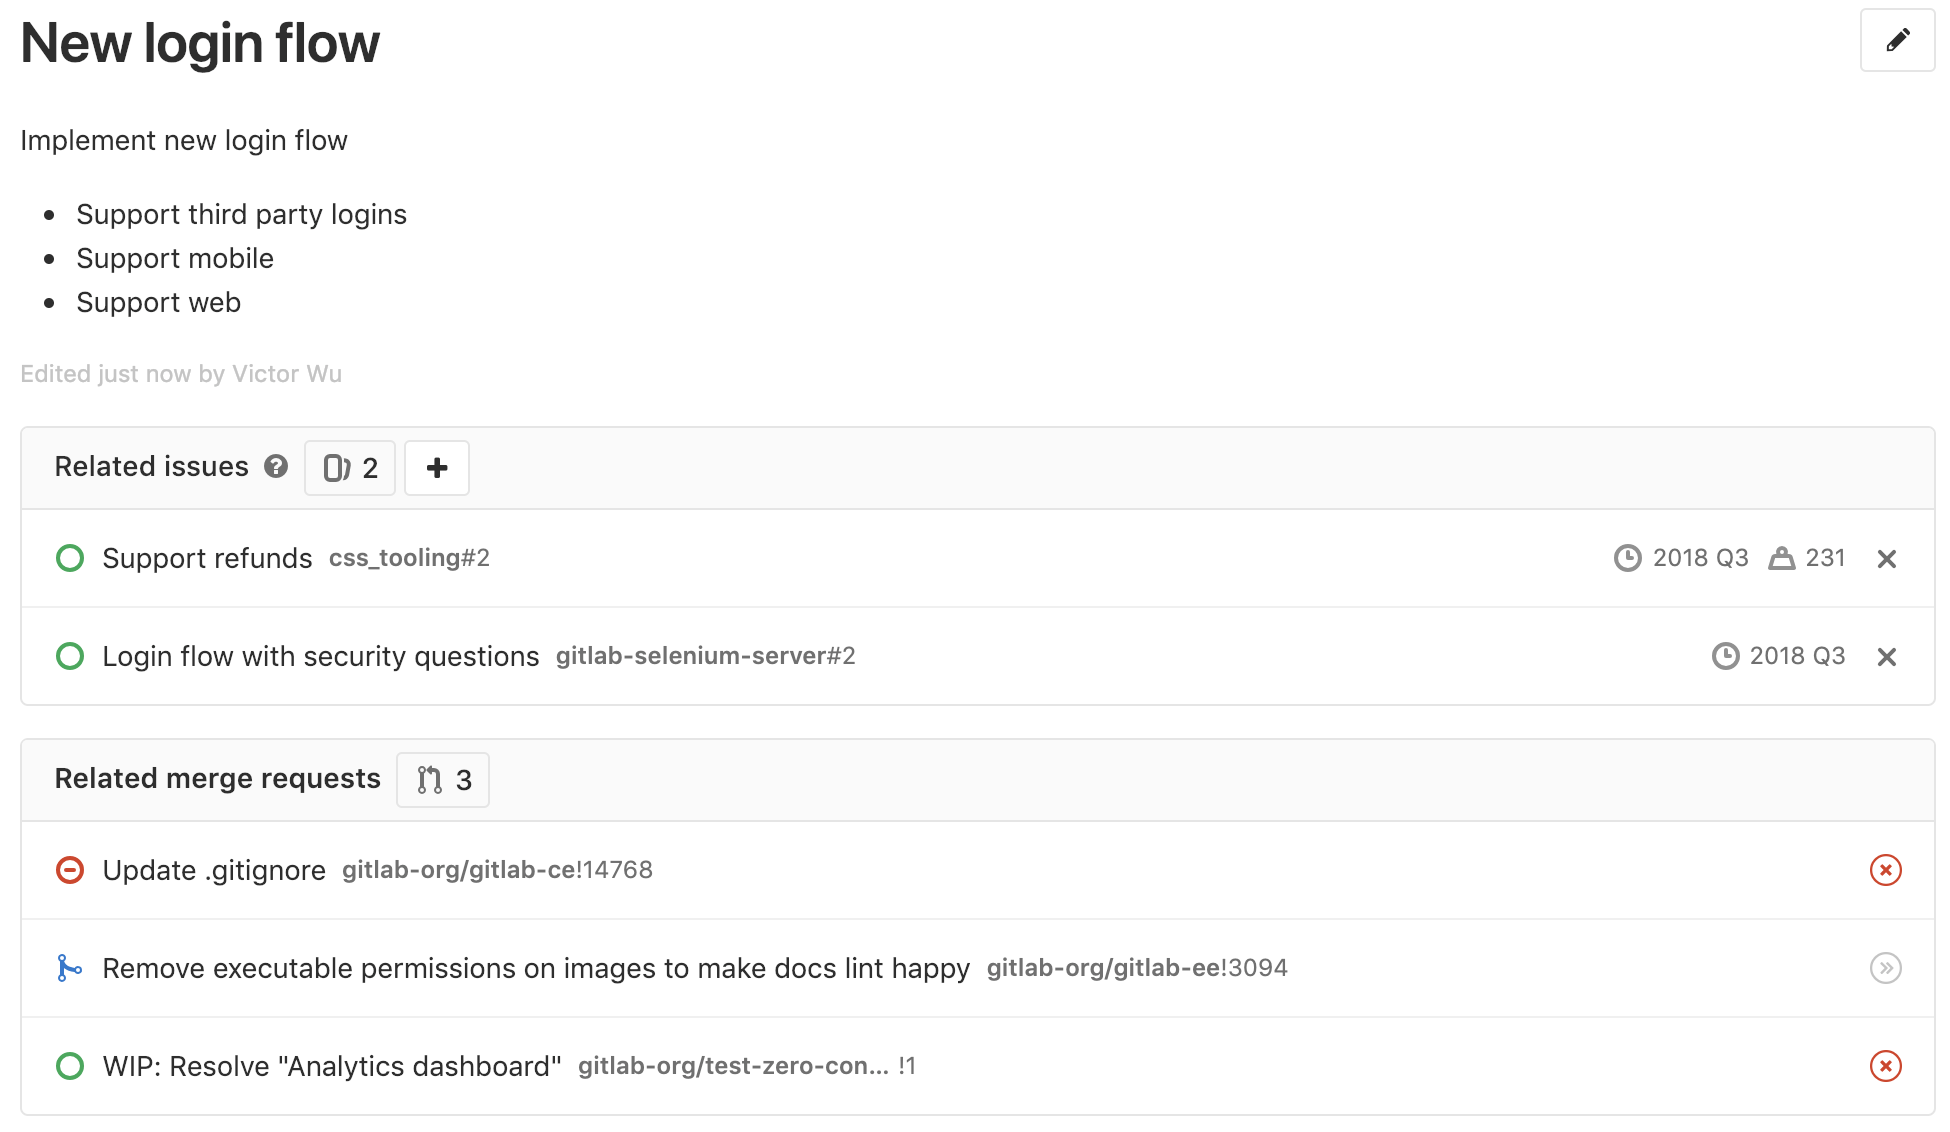 New login flow
Implement new login flow
• Support third party logins
• Support mobile
• Support web
Edited just now by Victor Wu
Related issues ? 2 +
Support refunds css_tooling#2 2018 Q3 231
Login flow with security questions gitlab-selenium-server#2 2018 Q3
Related merge requests 3
Update .gitignore gitlab-org/gitlab-ce!14768
Remove executable permissions on images to make docs lint happy gitlab-org/gitlab-ee!3094
WIP: Resolve "Analytics dashboard" gitlab-org/test-zero-con... !1